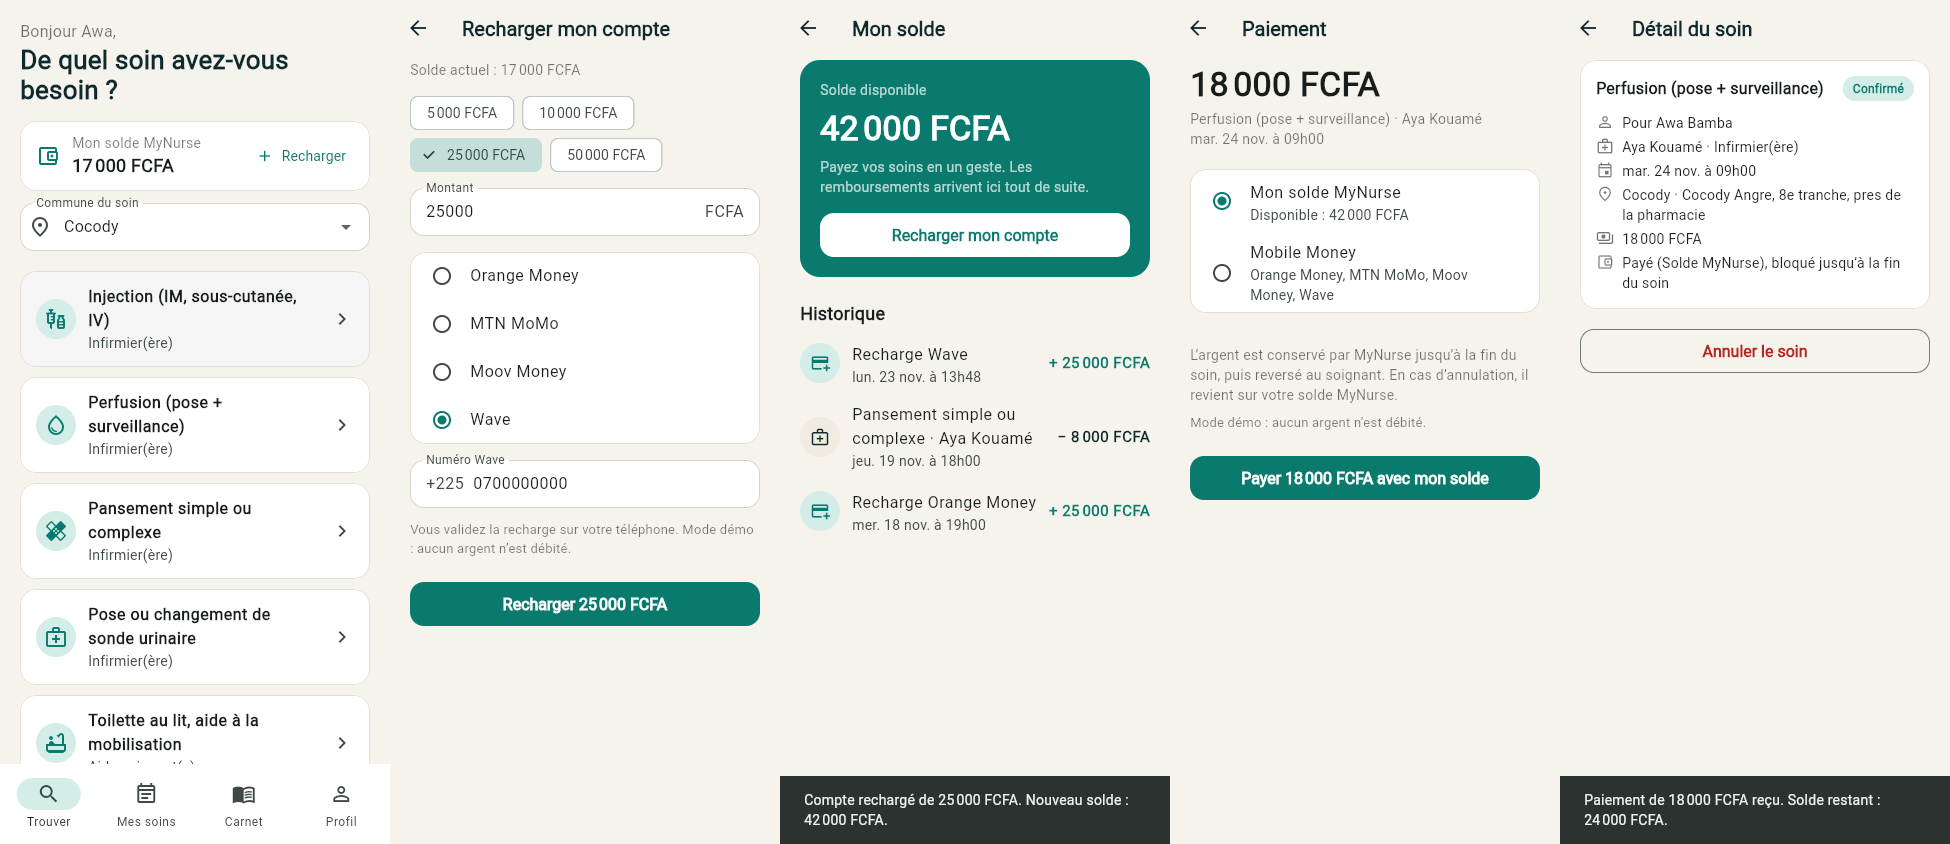 Bonjour Awa,
De quel soin avez-vous
besoin ?
Mon solde MyNurse
17 000 FCFA
Recharger
Commune du soin
Cocody
Injection (IM, sous-cutanée,
IV)
Infirmier(ère)
Perfusion (pose +
surveillance)
Infirmier(ère)
Pansement simple ou
complexe
Infirmier(ère)
Pose ou changement de
sonde urinaire
Infirmier(ère)
Toilette au lit, aide à la
mobilisation
Trouver
Mes soins
Carnet
Profil
Recharger mon compte
Solde actuel : 17 000 FCFA
5 000 FCFA
10 000 FCFA
25 000 FCFA
50 000 FCFA
Montant
25000 FCFA
Orange Money
MTN MoMo
Moov Money
Wave
Numéro Wave
+225 0700000000
Vous validez la recharge sur votre téléphone. Mode démo
: aucun argent n’est débité.
Recharger 25 000 FCFA
Mon solde
Solde disponible
42 000 FCFA
Payez vos soins en un geste. Les
remboursements arrivent ici tout de suite.
Recharger mon compte
Historique
Recharge Wave
lun. 23 nov. à 13h48
+ 25 000 FCFA
Pansement simple ou
complexe · Aya Kouamé
jeu. 19 nov. à 18h00
− 8 000 FCFA
Recharge Orange Money
mer. 18 nov. à 19h00
+ 25 000 FCFA
Compte rechargé de 25 000 FCFA. Nouveau solde :
42 000 FCFA.
Paiement
18 000 FCFA
Perfusion (pose + surveillance) · Aya Kouamé
mar. 24 nov. à 09h00
Mon solde MyNurse
Disponible : 42 000 FCFA
Mobile Money
Orange Money, MTN MoMo, Moov
Money, Wave
L’argent est conservé par MyNurse jusqu’à la fin du
soin, puis reversé au soignant. En cas d’annulation, il
revient sur votre solde MyNurse.
Mode démo : aucun argent n’est débité.
Payer 18 000 FCFA avec mon solde
Détail du soin
Perfusion (pose + surveillance)
Confirmé
Pour Awa Bamba
Aya Kouamé · Infirmier(ère)
mar. 24 nov. à 09h00
Cocody · Cocody Angre, 8e tranche, pres de
la pharmacie
18 000 FCFA
Payé (Solde MyNurse), bloqué jusqu’à la fin
du soin
Annuler le soin
Paiement de 18 000 FCFA reçu. Solde restant :
24 000 FCFA.